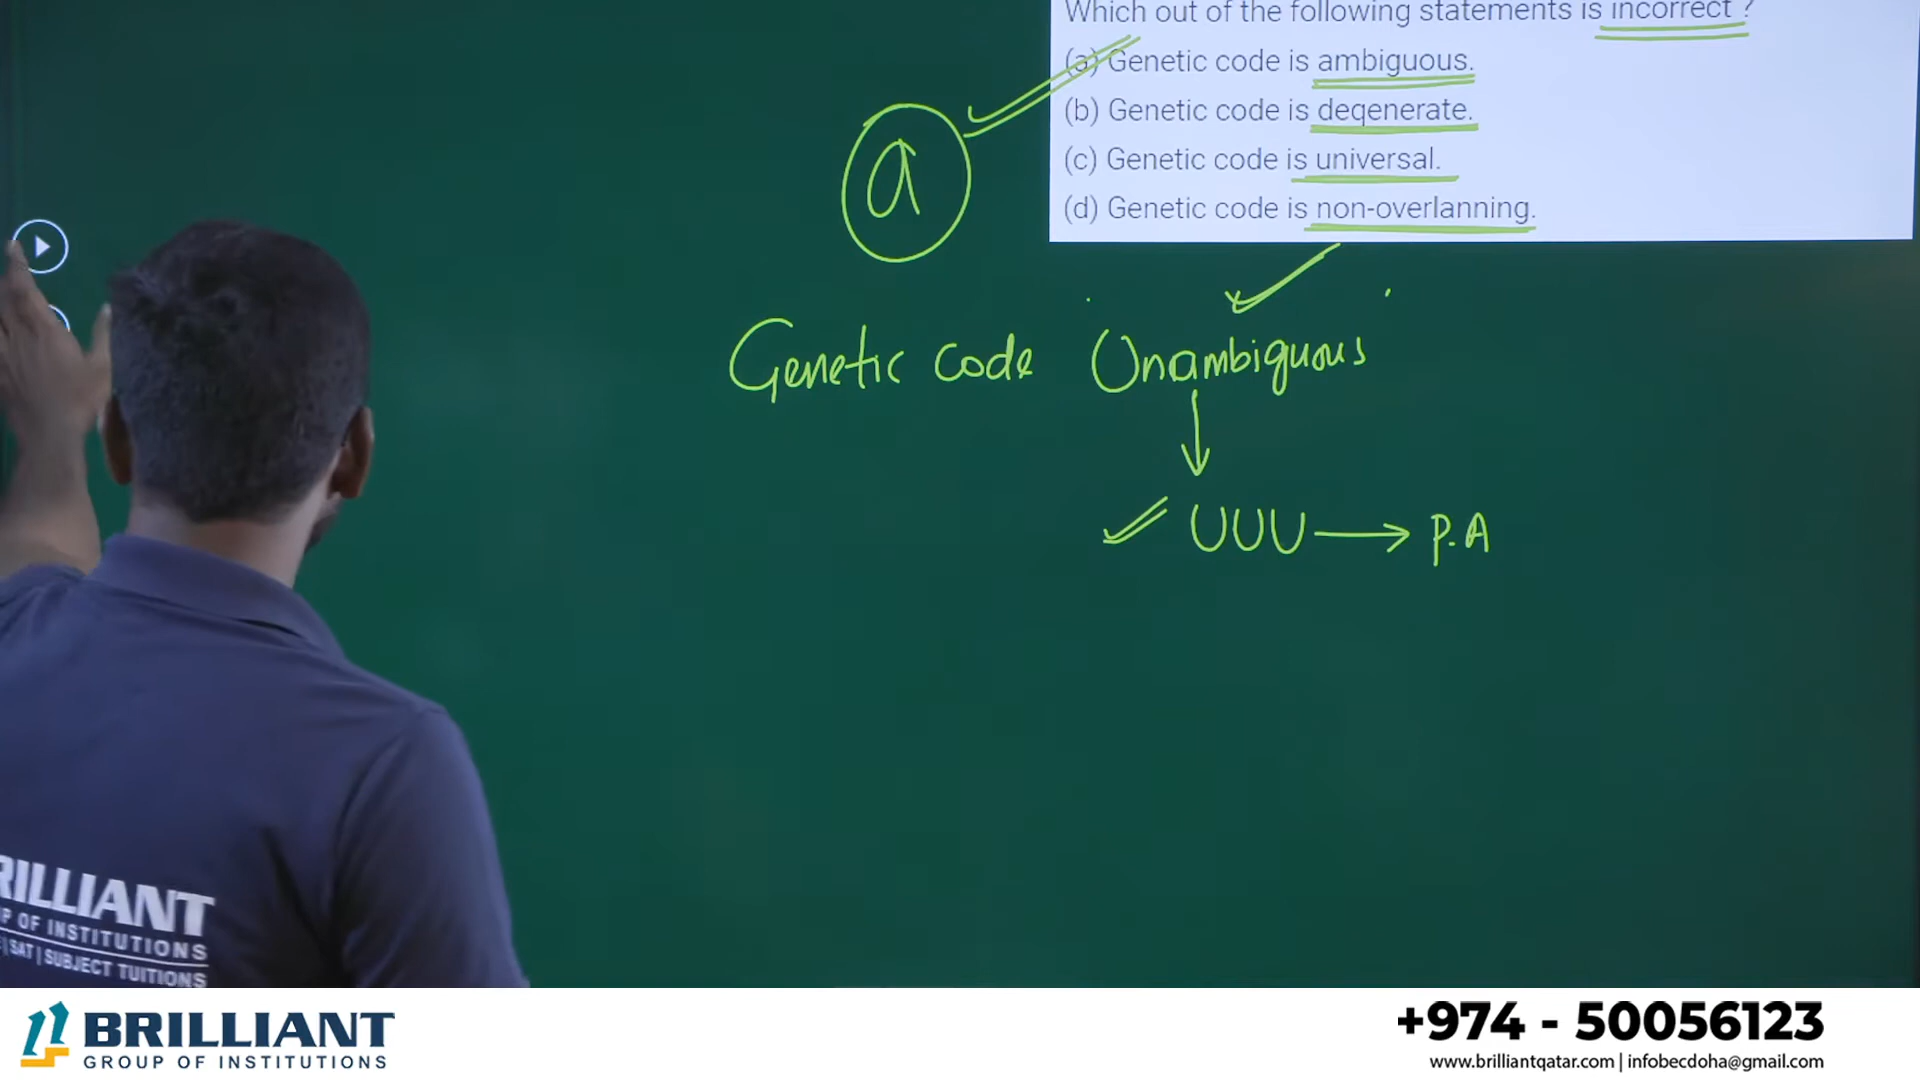 Which out of the following statements is incorrect ?
(a) Genetic code is ambiguous.
(b) Genetic code is deqenerate.
(c) Genetic code is universal.
(d) Genetic code is non-overlanning.
a
Genetic code Unambiguous
UUU → P.A
RILLIANT
P OF INSTITUTIONS
| SAT | SUBJECT TUITIONS
BRILLIANT
GROUP OF INSTITUTIONS
+974 - 50056123
www.brilliantqatar.com | infobecdoha@gmail.com